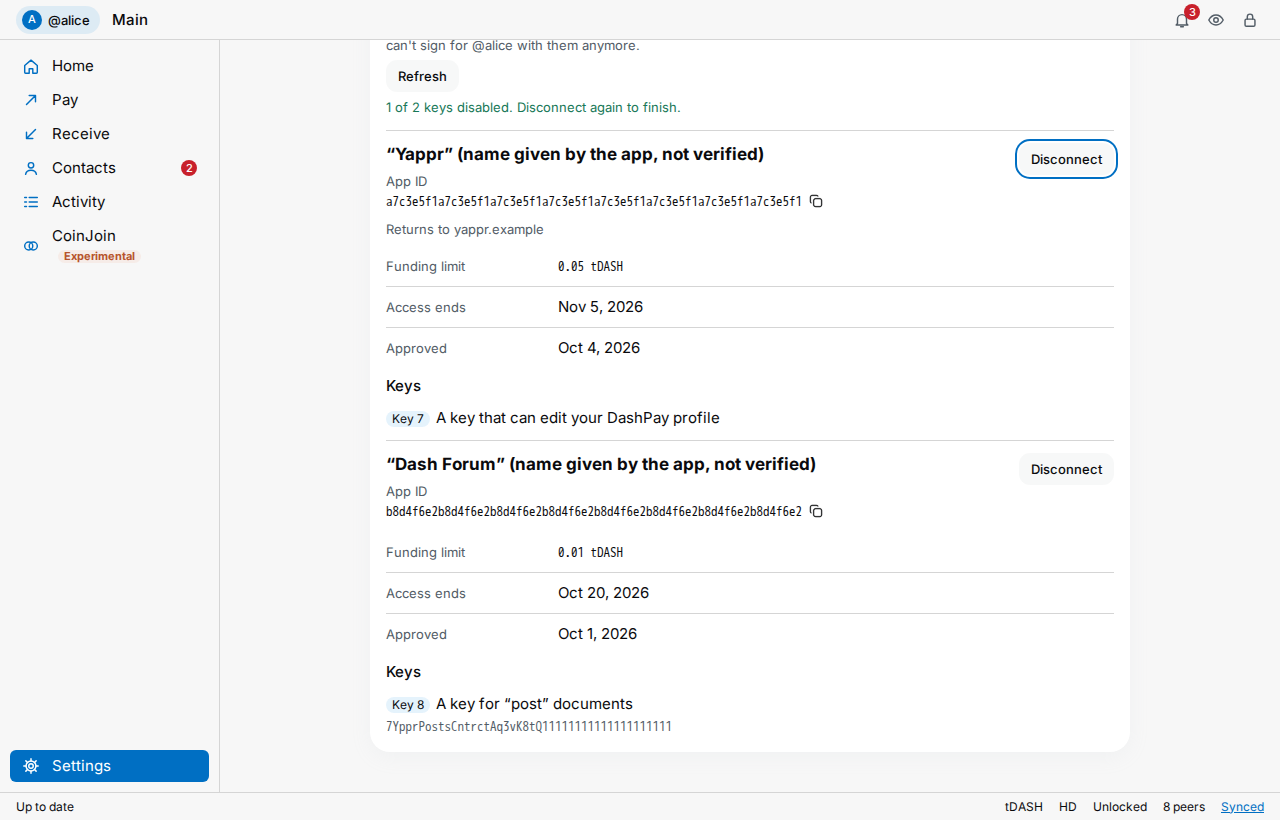 A @alice Main 3
Home
Pay
Receive
Contacts 2
Activity
CoinJoin
Experimental
Settings
can't sign for @alice with them anymore.
Refresh
1 of 2 keys disabled. Disconnect again to finish.
“Yappr” (name given by the app, not verified) Disconnect
App ID
a7c3e5f1a7c3e5f1a7c3e5f1a7c3e5f1a7c3e5f1a7c3e5f1a7c3e5f1a7c3e5f1
Returns to yappr.example
Funding limit 0.05 tDASH
Access ends Nov 5, 2026
Approved Oct 4, 2026
Keys
Key 7 A key that can edit your DashPay profile
“Dash Forum” (name given by the app, not verified) Disconnect
App ID
b8d4f6e2b8d4f6e2b8d4f6e2b8d4f6e2b8d4f6e2b8d4f6e2b8d4f6e2b8d4f6e2
Funding limit 0.01 tDASH
Access ends Oct 20, 2026
Approved Oct 1, 2026
Keys
Key 8 A key for “post” documents
7YpprPostsCntrctAq3vK8tQ11111111111111111111
Up to date tDASH HD Unlocked 8 peers Synced